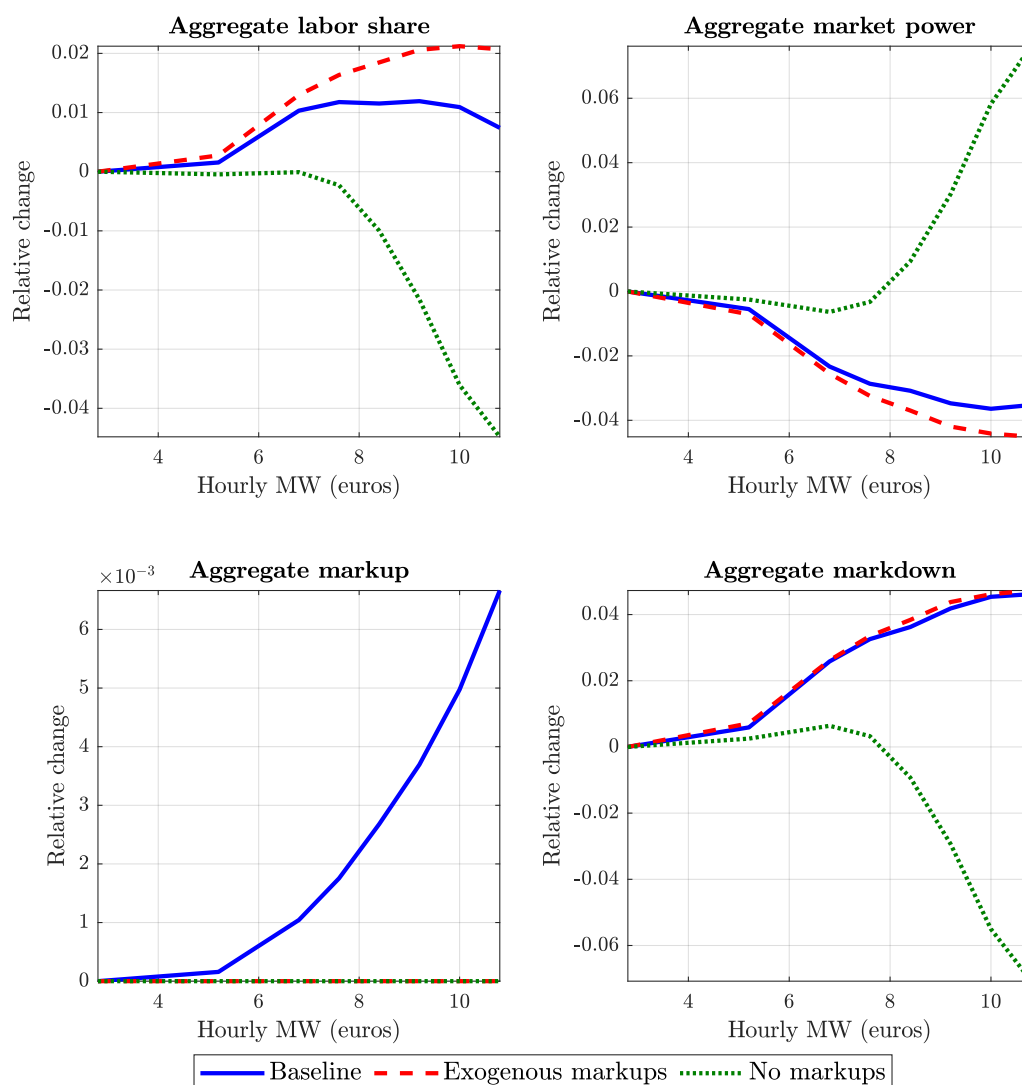 Aggregate labor share
0.02
0.01
0
-0.01
-0.02
-0.03
-0.04
Relative change
4 6 8 10
Hourly MW (euros)
Aggregate market power
0.06
0.04
0.02
0
-0.02
-0.04
Relative change
4 6 8 10
Hourly MW (euros)
Aggregate markup
×10⁻³
6
5
4
3
2
1
0
Relative change
4 6 8 10
Hourly MW (euros)
Aggregate markdown
0.04
0.02
0
-0.02
-0.04
-0.06
Relative change
4 6 8 10
Hourly MW (euros)
Baseline Exogenous markups No markups